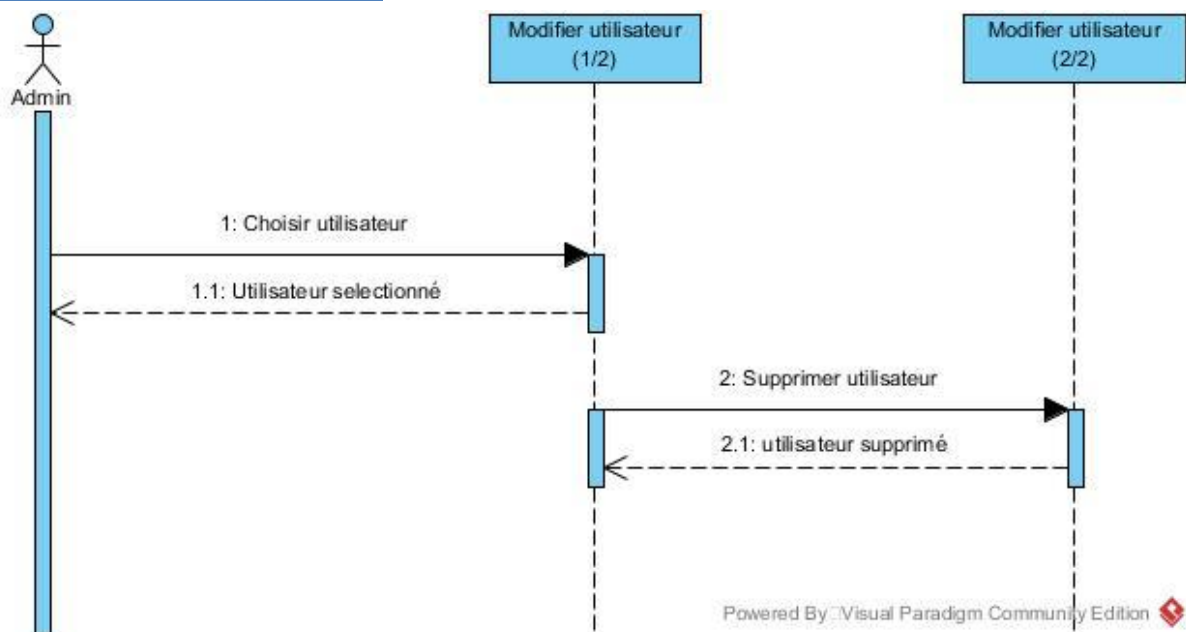 Modifier utilisateur
(1/2)
Modifier utilisateur
(2/2)
Admin
1: Choisir utilisateur
1.1: Utilisateur selectionné
2: Supprimer utilisateur
2.1: utilisateur supprimé
Powered By Visual Paradigm Community Edition